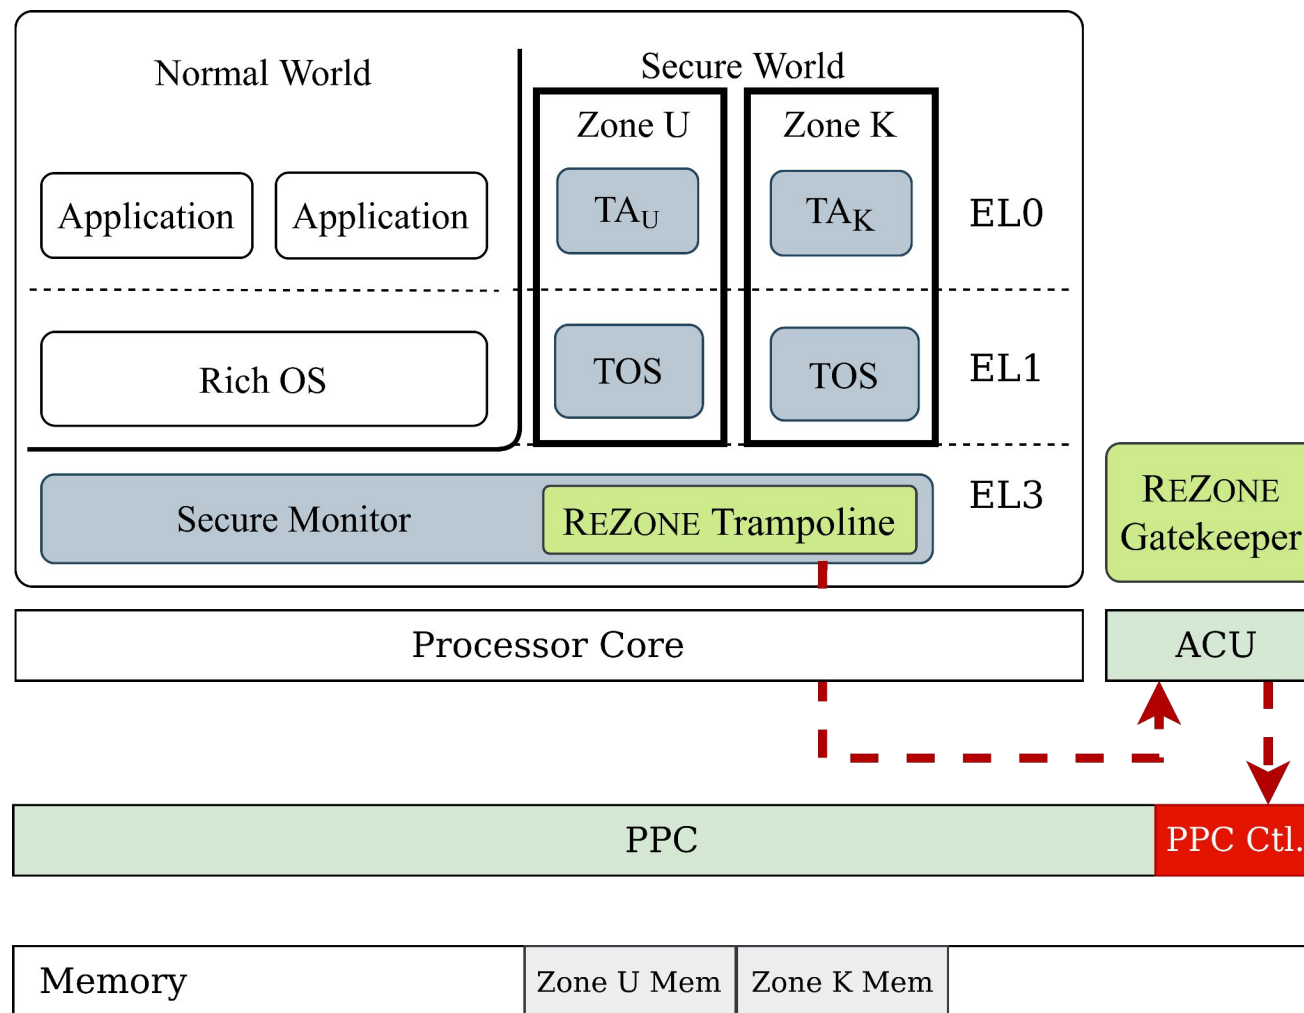 Normal World
Secure World
Zone U
Zone K
Application
Application
TAU
TAK
EL0
Rich OS
TOS
TOS
EL1
Secure Monitor
REZONE Trampoline
EL3
REZONE
Gatekeeper
Processor Core
ACU
PPC
PPC Ctl.
Memory
Zone U Mem
Zone K Mem